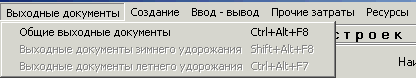 Выходные документы Создание Ввод - вывод Прочие затраты Ресурсы
Общие выходные документы Ctrl+Alt+F8
Выходные документы зимнего удорожания Shift+Alt+F8
Выходные документы летнего удорожания Ctrl+Alt+F7
строек
Наи